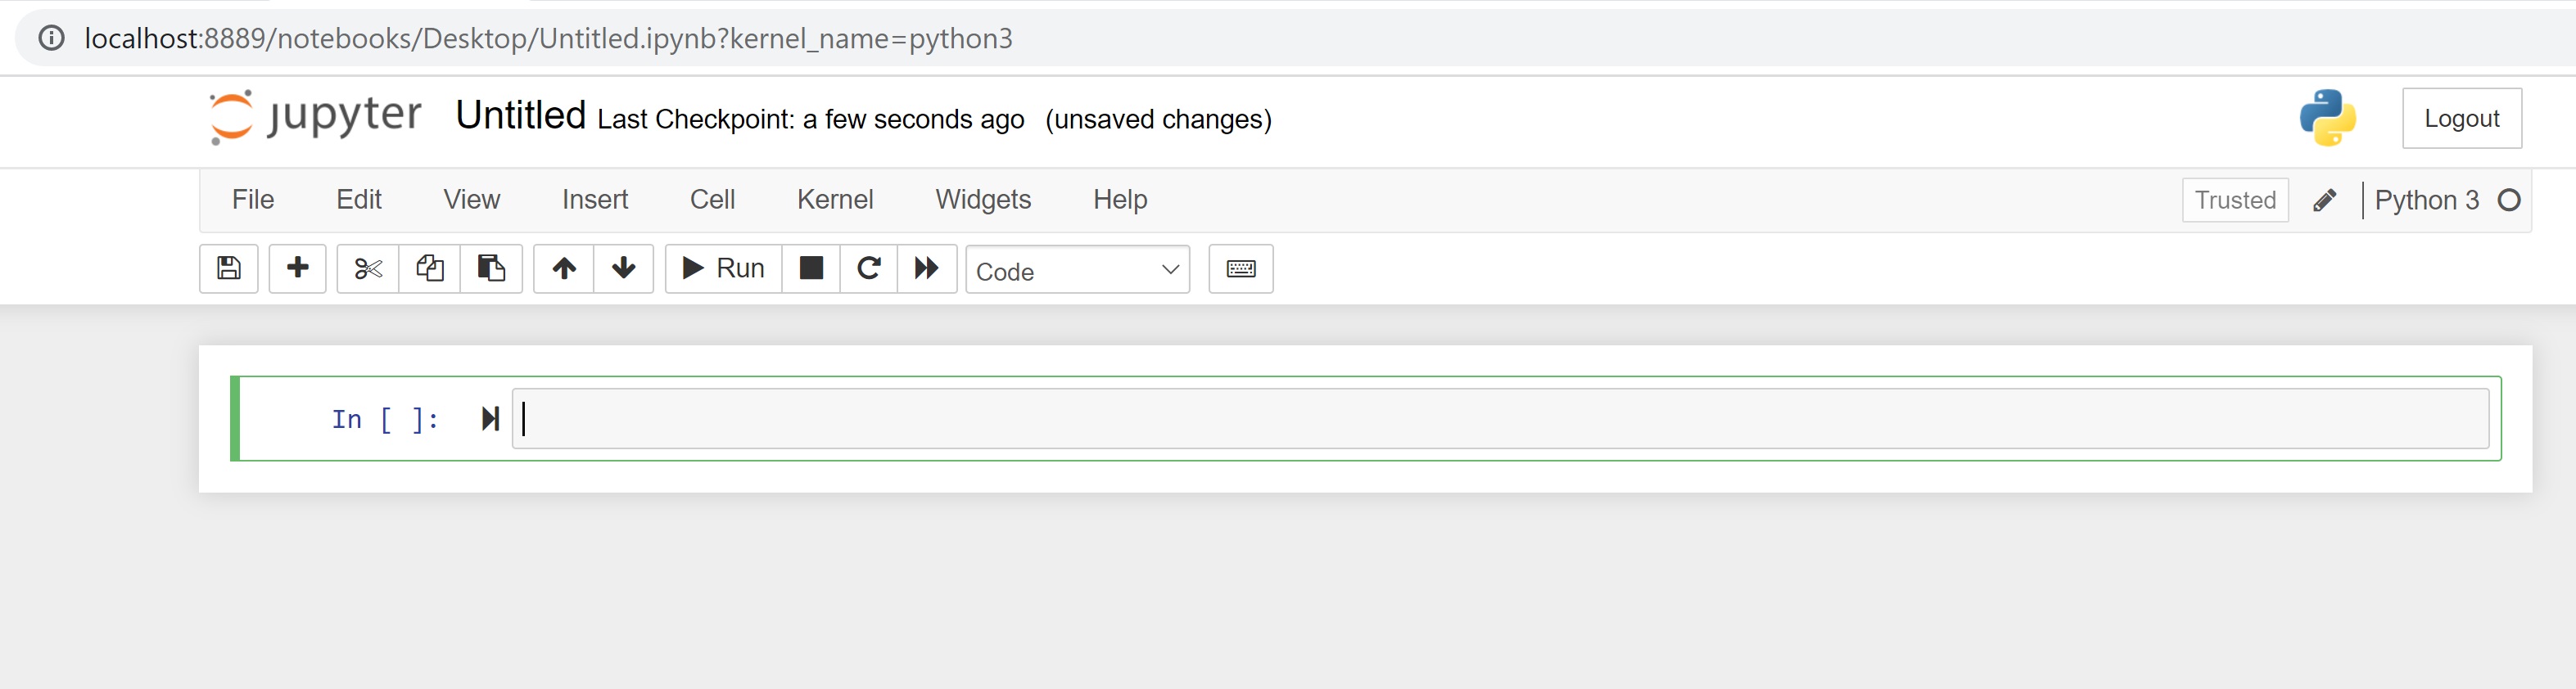 localhost:8889/notebooks/Desktop/Untitled.ipynb?kernel_name=python3
jupyter Untitled Last Checkpoint: a few seconds ago (unsaved changes) Logout
File Edit View Insert Cell Kernel Widgets Help Trusted Python 3
Run Code
In [ ]: